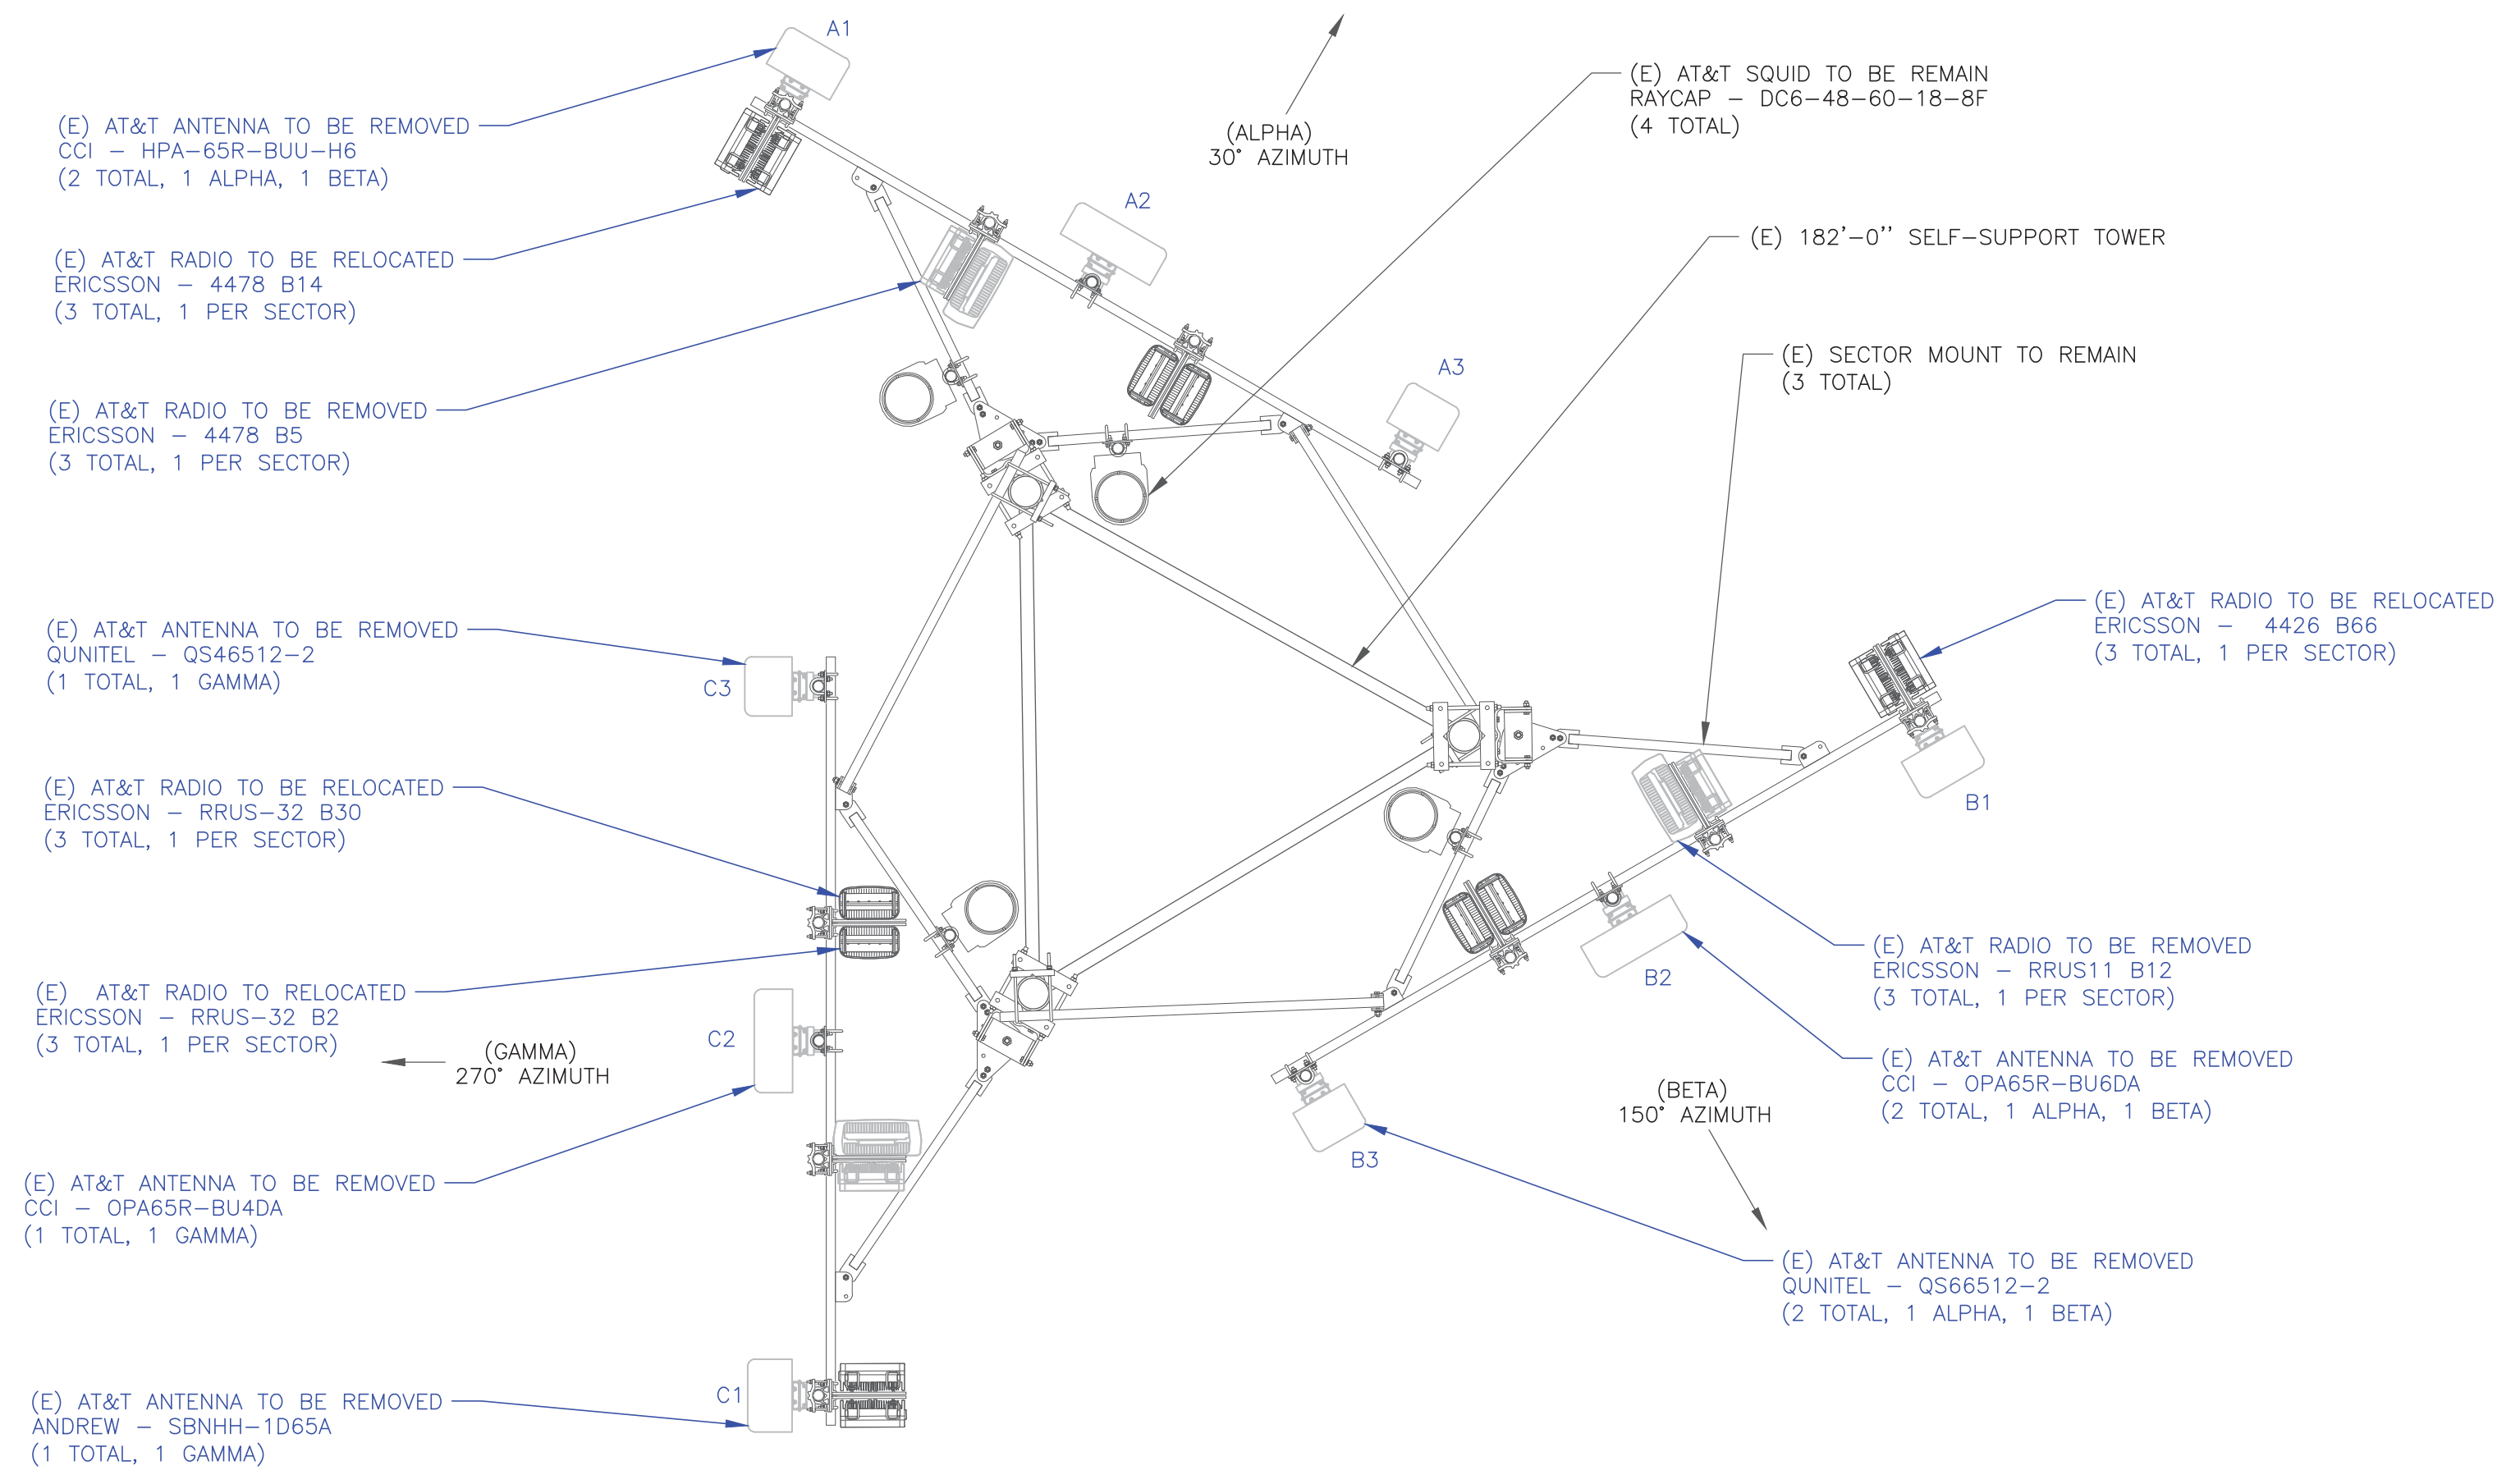 A1
(E) AT&T ANTENNA TO BE REMOVED
CCI - HPA-65R-BUU-H6
(2 TOTAL, 1 ALPHA, 1 BETA)
(E) AT&T RADIO TO BE RELOCATED
ERICSSON - 4478 B14
(3 TOTAL, 1 PER SECTOR)
(E) AT&T RADIO TO BE REMOVED
ERICSSON - 4478 B5
(3 TOTAL, 1 PER SECTOR)
A2
A3
(ALPHA)
30° AZIMUTH
(E) AT&T SQUID TO BE REMAIN
RAYCAP - DC6-48-60-18-8F
(4 TOTAL)
(E) 182'-0'' SELF-SUPPORT TOWER
(E) SECTOR MOUNT TO REMAIN
(3 TOTAL)
(E) AT&T RADIO TO BE RELOCATED
ERICSSON - 4426 B66
(3 TOTAL, 1 PER SECTOR)
(E) AT&T ANTENNA TO BE REMOVED
QUNITEL - QS46512-2
(1 TOTAL, 1 GAMMA)
C3
(E) AT&T RADIO TO BE RELOCATED
ERICSSON - RRUS-32 B30
(3 TOTAL, 1 PER SECTOR)
(E) AT&T RADIO TO RELOCATED
ERICSSON - RRUS-32 B2
(3 TOTAL, 1 PER SECTOR)
C2
(GAMMA)
270° AZIMUTH
(E) AT&T ANTENNA TO BE REMOVED
CCI - OPA65R-BU4DA
(1 TOTAL, 1 GAMMA)
C1
(E) AT&T ANTENNA TO BE REMOVED
ANDREW - SBNHH-1D65A
(1 TOTAL, 1 GAMMA)
B1
B2
(E) AT&T RADIO TO BE REMOVED
ERICSSON - RRUS11 B12
(3 TOTAL, 1 PER SECTOR)
(E) AT&T ANTENNA TO BE REMOVED
CCI - OPA65R-BU6DA
(2 TOTAL, 1 ALPHA, 1 BETA)
(BETA)
150° AZIMUTH
B3
(E) AT&T ANTENNA TO BE REMOVED
QUNITEL - QS66512-2
(2 TOTAL, 1 ALPHA, 1 BETA)